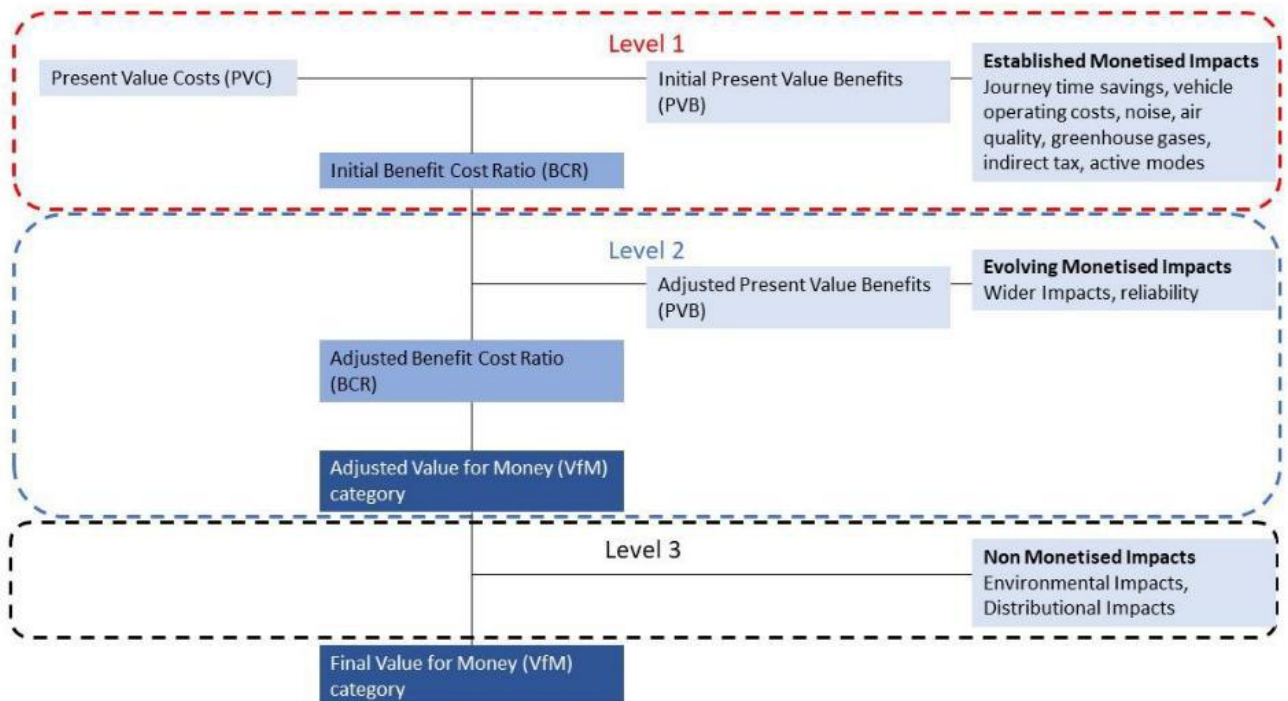 Level 1
Present Value Costs (PVC)
Initial Present Value Benefits
(PVB)
Established Monetised Impacts
Journey time savings, vehicle
operating costs, noise, air
quality, greenhouse gases,
indirect tax, active modes
Initial Benefit Cost Ratio (BCR)
Level 2
Adjusted Present Value Benefits
(PVB)
Evolving Monetised Impacts
Wider Impacts, reliability
Adjusted Benefit Cost Ratio
(BCR)
Adjusted Value for Money (VfM)
category
Level 3
Non Monetised Impacts
Environmental Impacts,
Distributional Impacts
Final Value for Money (VfM)
category